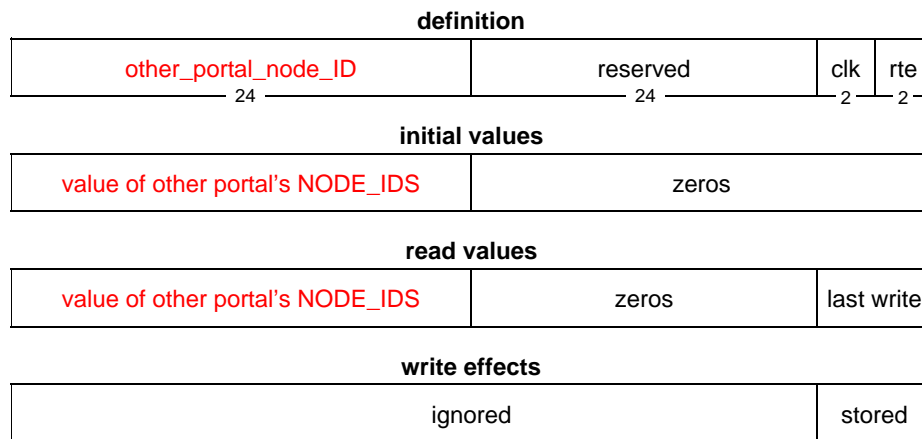 definition
other_portal_node_ID reserved clk rte
24 24 2 2
initial values
value of other portal's NODE_IDS zeros
read values
value of other portal's NODE_IDS zeros last write
write effects
ignored stored